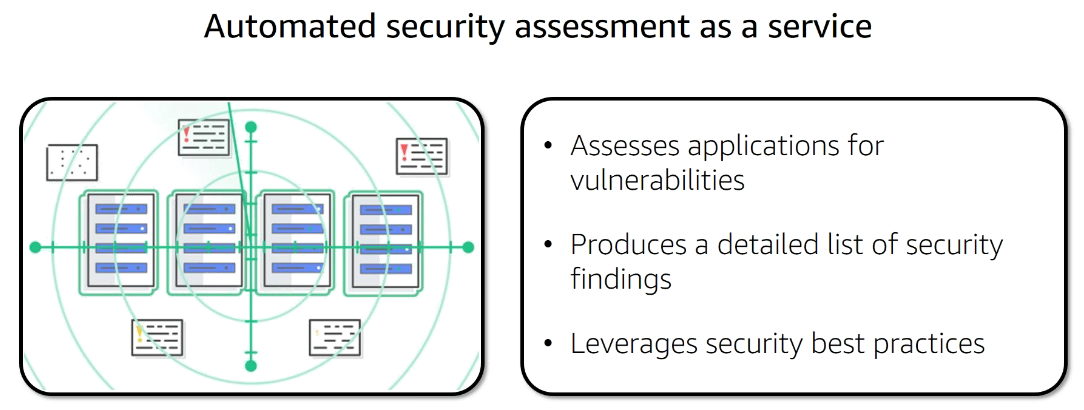 Automated security assessment as a service
• Assesses applications for
vulnerabilities
• Produces a detailed list of security
findings
• Leverages security best practices